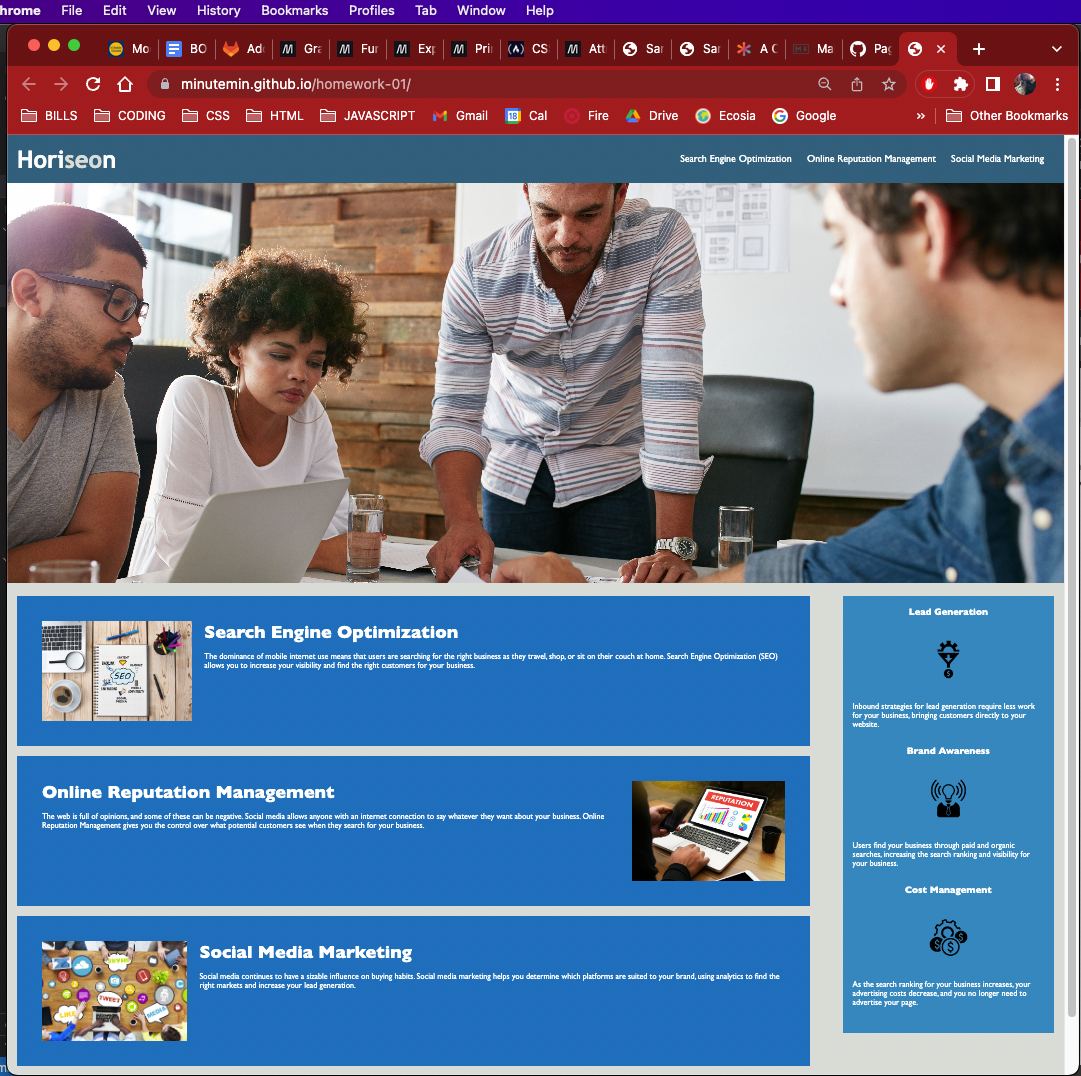 hrome File Edit View History Bookmarks Profiles Tab Window Help
Mo BO Ad Gra Fur Exp Pri CS Att Sar Sar A C Ma Pag
minutemin.github.io/homework-01/
BILLS CODING CSS HTML JAVASCRIPT Gmail 18 Cal Fire Drive Ecosia Google » Other Bookmarks
Horiseon
Search Engine Optimization Online Reputation Management Social Media Marketing
SEO
Search Engine Optimization
The dominance of mobile internet use means that users are searching for the right business as they travel, shop, or sit on their couch at home. Search Engine Optimization (SEO)
allows you to increase your visibility and find the right customers for your business.
Online Reputation Management
The web is full of opinions, and some of these can be negative. Social media allows anyone with an internet connection to say whatever they want about your business. Online
Reputation Management gives you the control over what potential customers see when they search for your business.
REPUTATION
TWEET
LIKE
MEDIA
Social Media Marketing
Social media continues to have a sizable influence on buying habits. Social media marketing helps you determine which platforms are suited to your brand, using analytics to find the
right markets and increase your lead generation.
Lead Generation
Inbound strategies for lead generation require less work
for your business, bringing customers directly to your
website.
Brand Awareness
Users find your business through paid and organic
searches, increasing the search ranking and visibility for
your business.
Cost Management
As the search ranking for your business increases, your
advertising costs decrease, and you no longer need to
advertise your page.